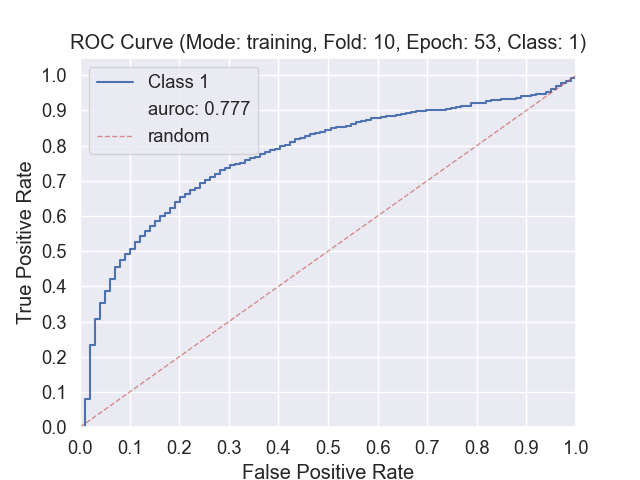 ROC Curve (Mode: training, Fold: 10, Epoch: 53, Class: 1)
Class 1
auroc: 0.777
random
True Positive Rate
1.0
0.9
0.8
0.7
0.6
0.5
0.4
0.3
0.2
0.1
0.0
0.0 0.1 0.2 0.3 0.4 0.5 0.6 0.7 0.8 0.9 1.0
False Positive Rate